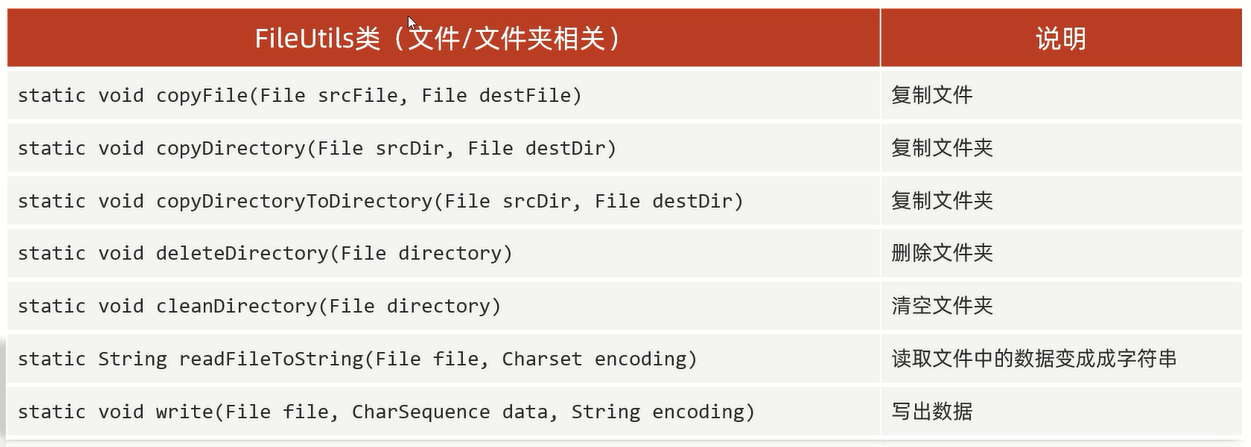 FileUtils类（文件/文件夹相关） 说明
static void copyFile(File srcFile, File destFile) 复制文件
static void copyDirectory(File srcDir, File destDir) 复制文件夹
static void copyDirectoryToDirectory(File srcDir, File destDir) 复制文件夹
static void deleteDirectory(File directory) 删除文件夹
static void cleanDirectory(File directory) 清空文件夹
static String readFileToString(File file, Charset encoding) 读取文件中的数据变成成字符串
static void write(File file, CharSequence data, String encoding) 写出数据